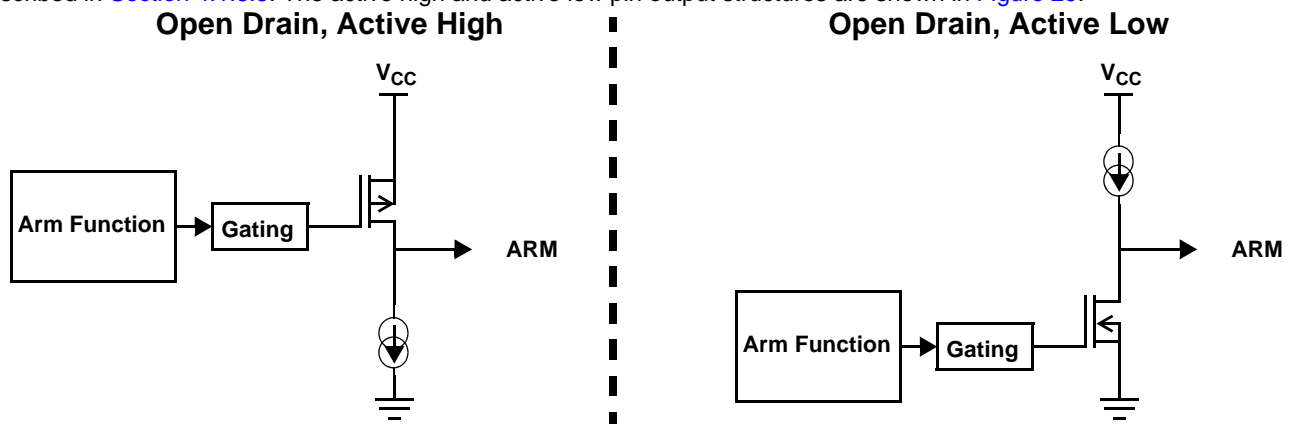 Open Drain, Active High
Open Drain, Active Low
VCC
VCC
Arm Function
Gating
ARM
ARM
Arm Function
Gating